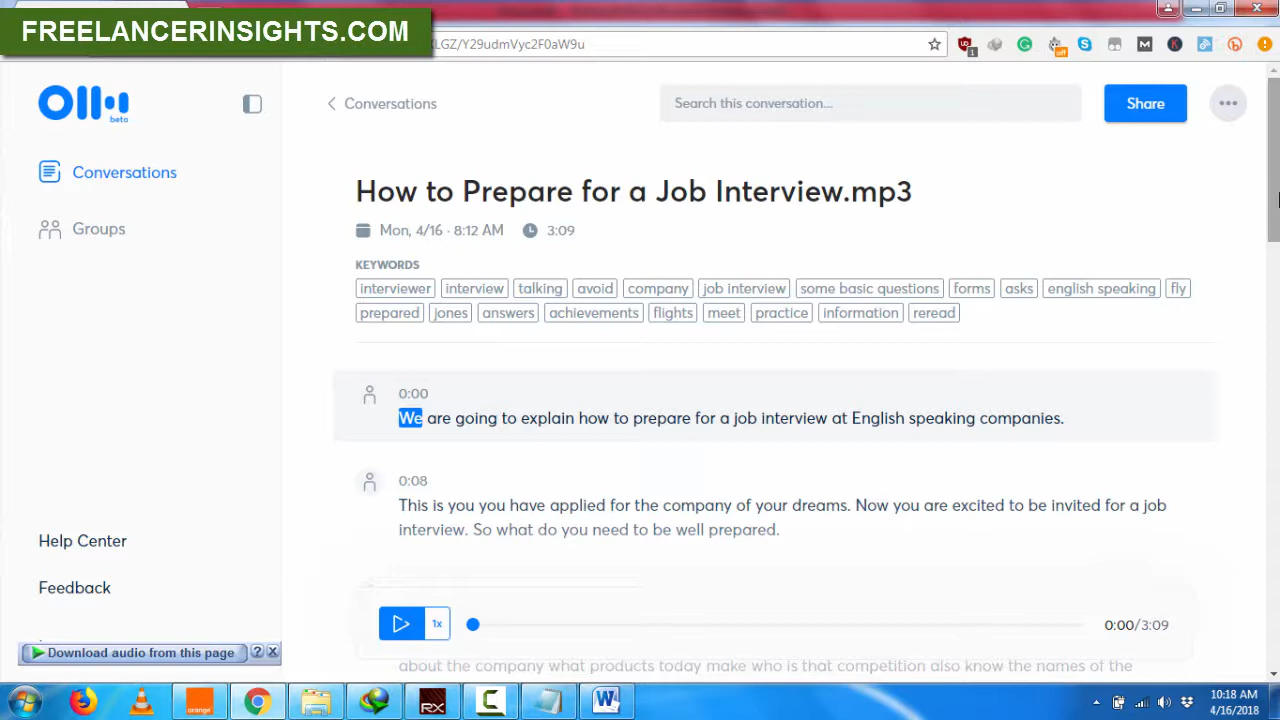 FREELANCERINSIGHTS.COM
LGZ/Y29udmVyc2F0aW9u
1
off
beta
Conversations
Search this conversation...
Share
Conversations
Groups
How to Prepare for a Job Interview.mp3
Mon, 4/16 · 8:12 AM 3:09
KEYWORDS
interviewer interview talking avoid company job interview some basic questions forms asks english speaking fly
prepared jones answers achievements flights meet practice information reread
0:00
We are going to explain how to prepare for a job interview at English speaking companies.
0:08
This is you you have applied for the company of your dreams. Now you are excited to be invited for a job
interview. So what do you need to be well prepared.
Help Center
Feedback
1x 0:00/3:09
Download audio from this page ? X
about the company what products today make who is that competition also know the names of the
orange RX C W
10:18 AM
4/16/2018